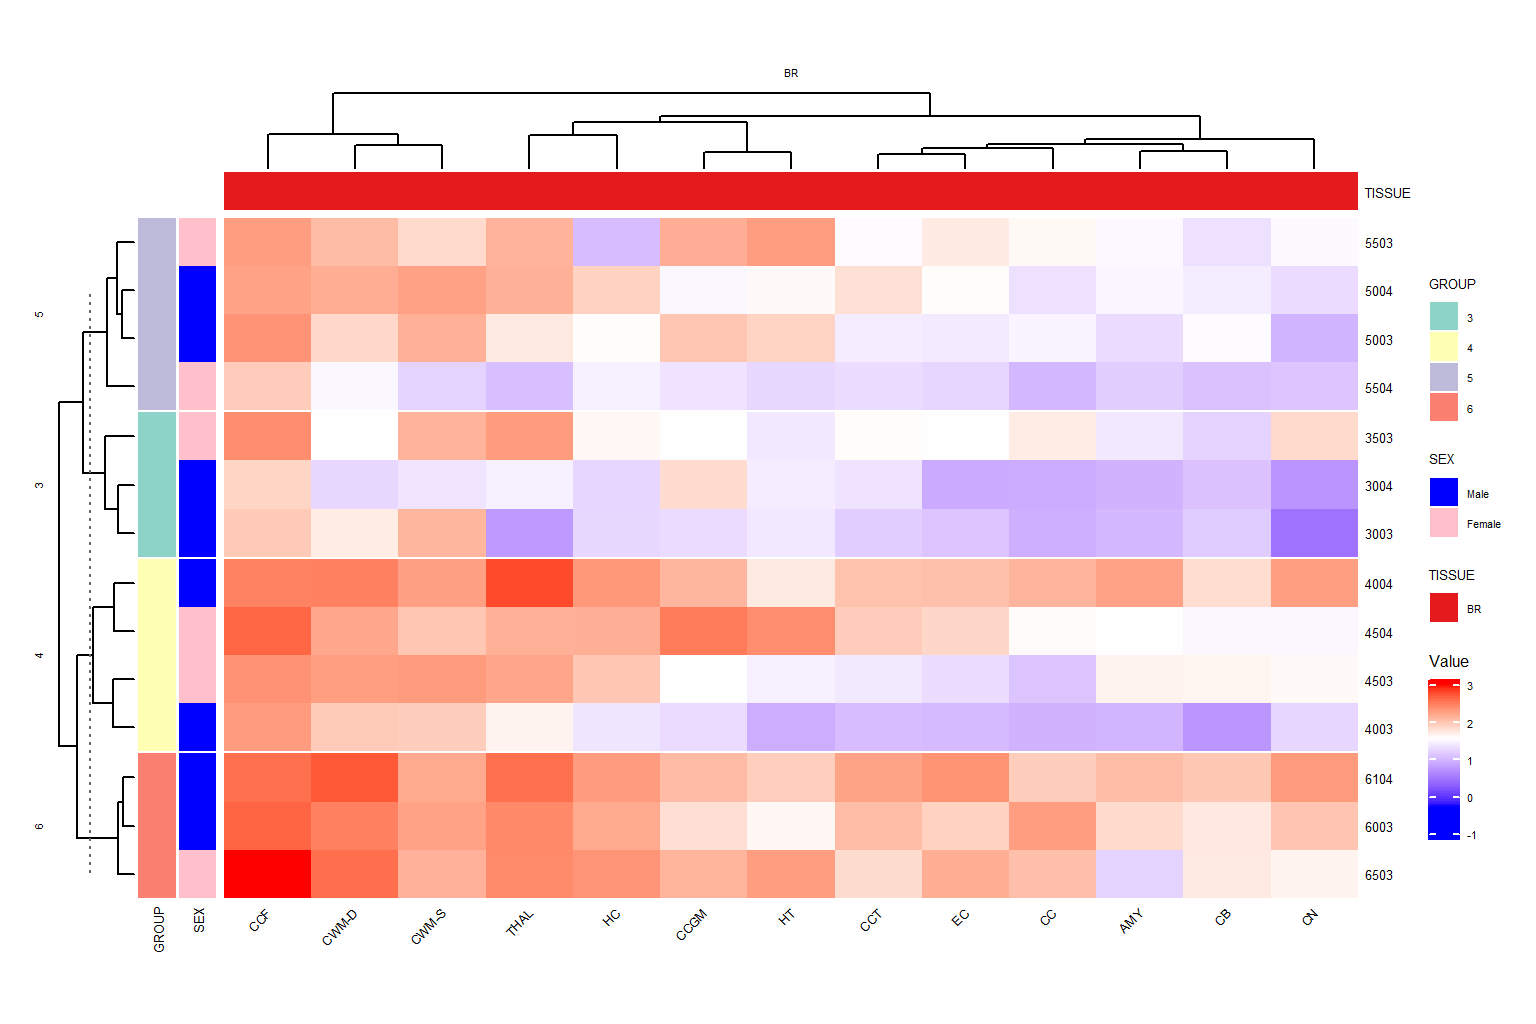 BR
TISSUE
5503
5004
5003
5504
3503
3004
3003
4004
4504
4503
4003
6104
6003
6503
5
3
4
6
GROUP
SEX
CCF
CWM-D
CWM-S
THAL
HC
CCGM
HT
CCT
EC
CC
AMY
CB
CN
GROUP
3
4
5
6
SEX
Male
Female
TISSUE
BR
Value
3
2
1
0
-1